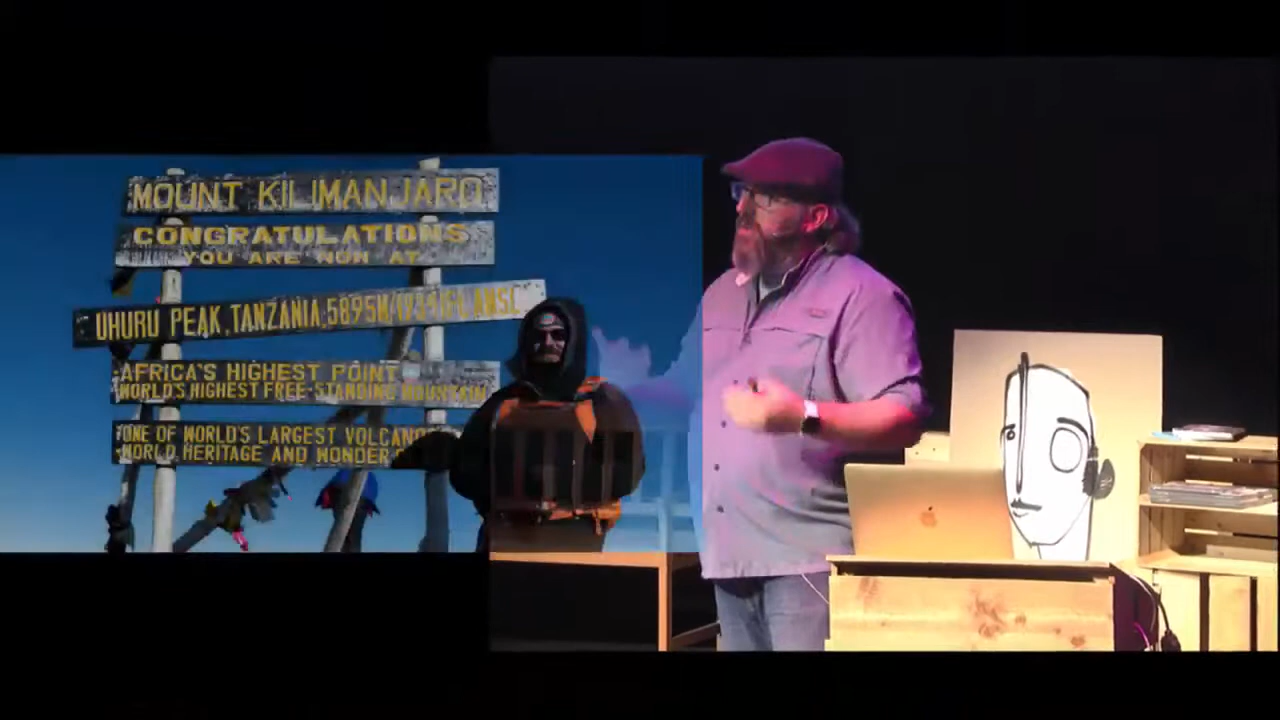 MOUNT KILIMANJARO
CONGRATULATIONS
YOU ARE NOW AT
UHURU PEAK, TANZANIA, 5895M
AFRICA'S HIGHEST POINT
WORLD'S HIGHEST FREE-STANDING MOUNTAIN
ONE OF WORLD'S LARGEST
WORLD HERITAGE AND WONDER